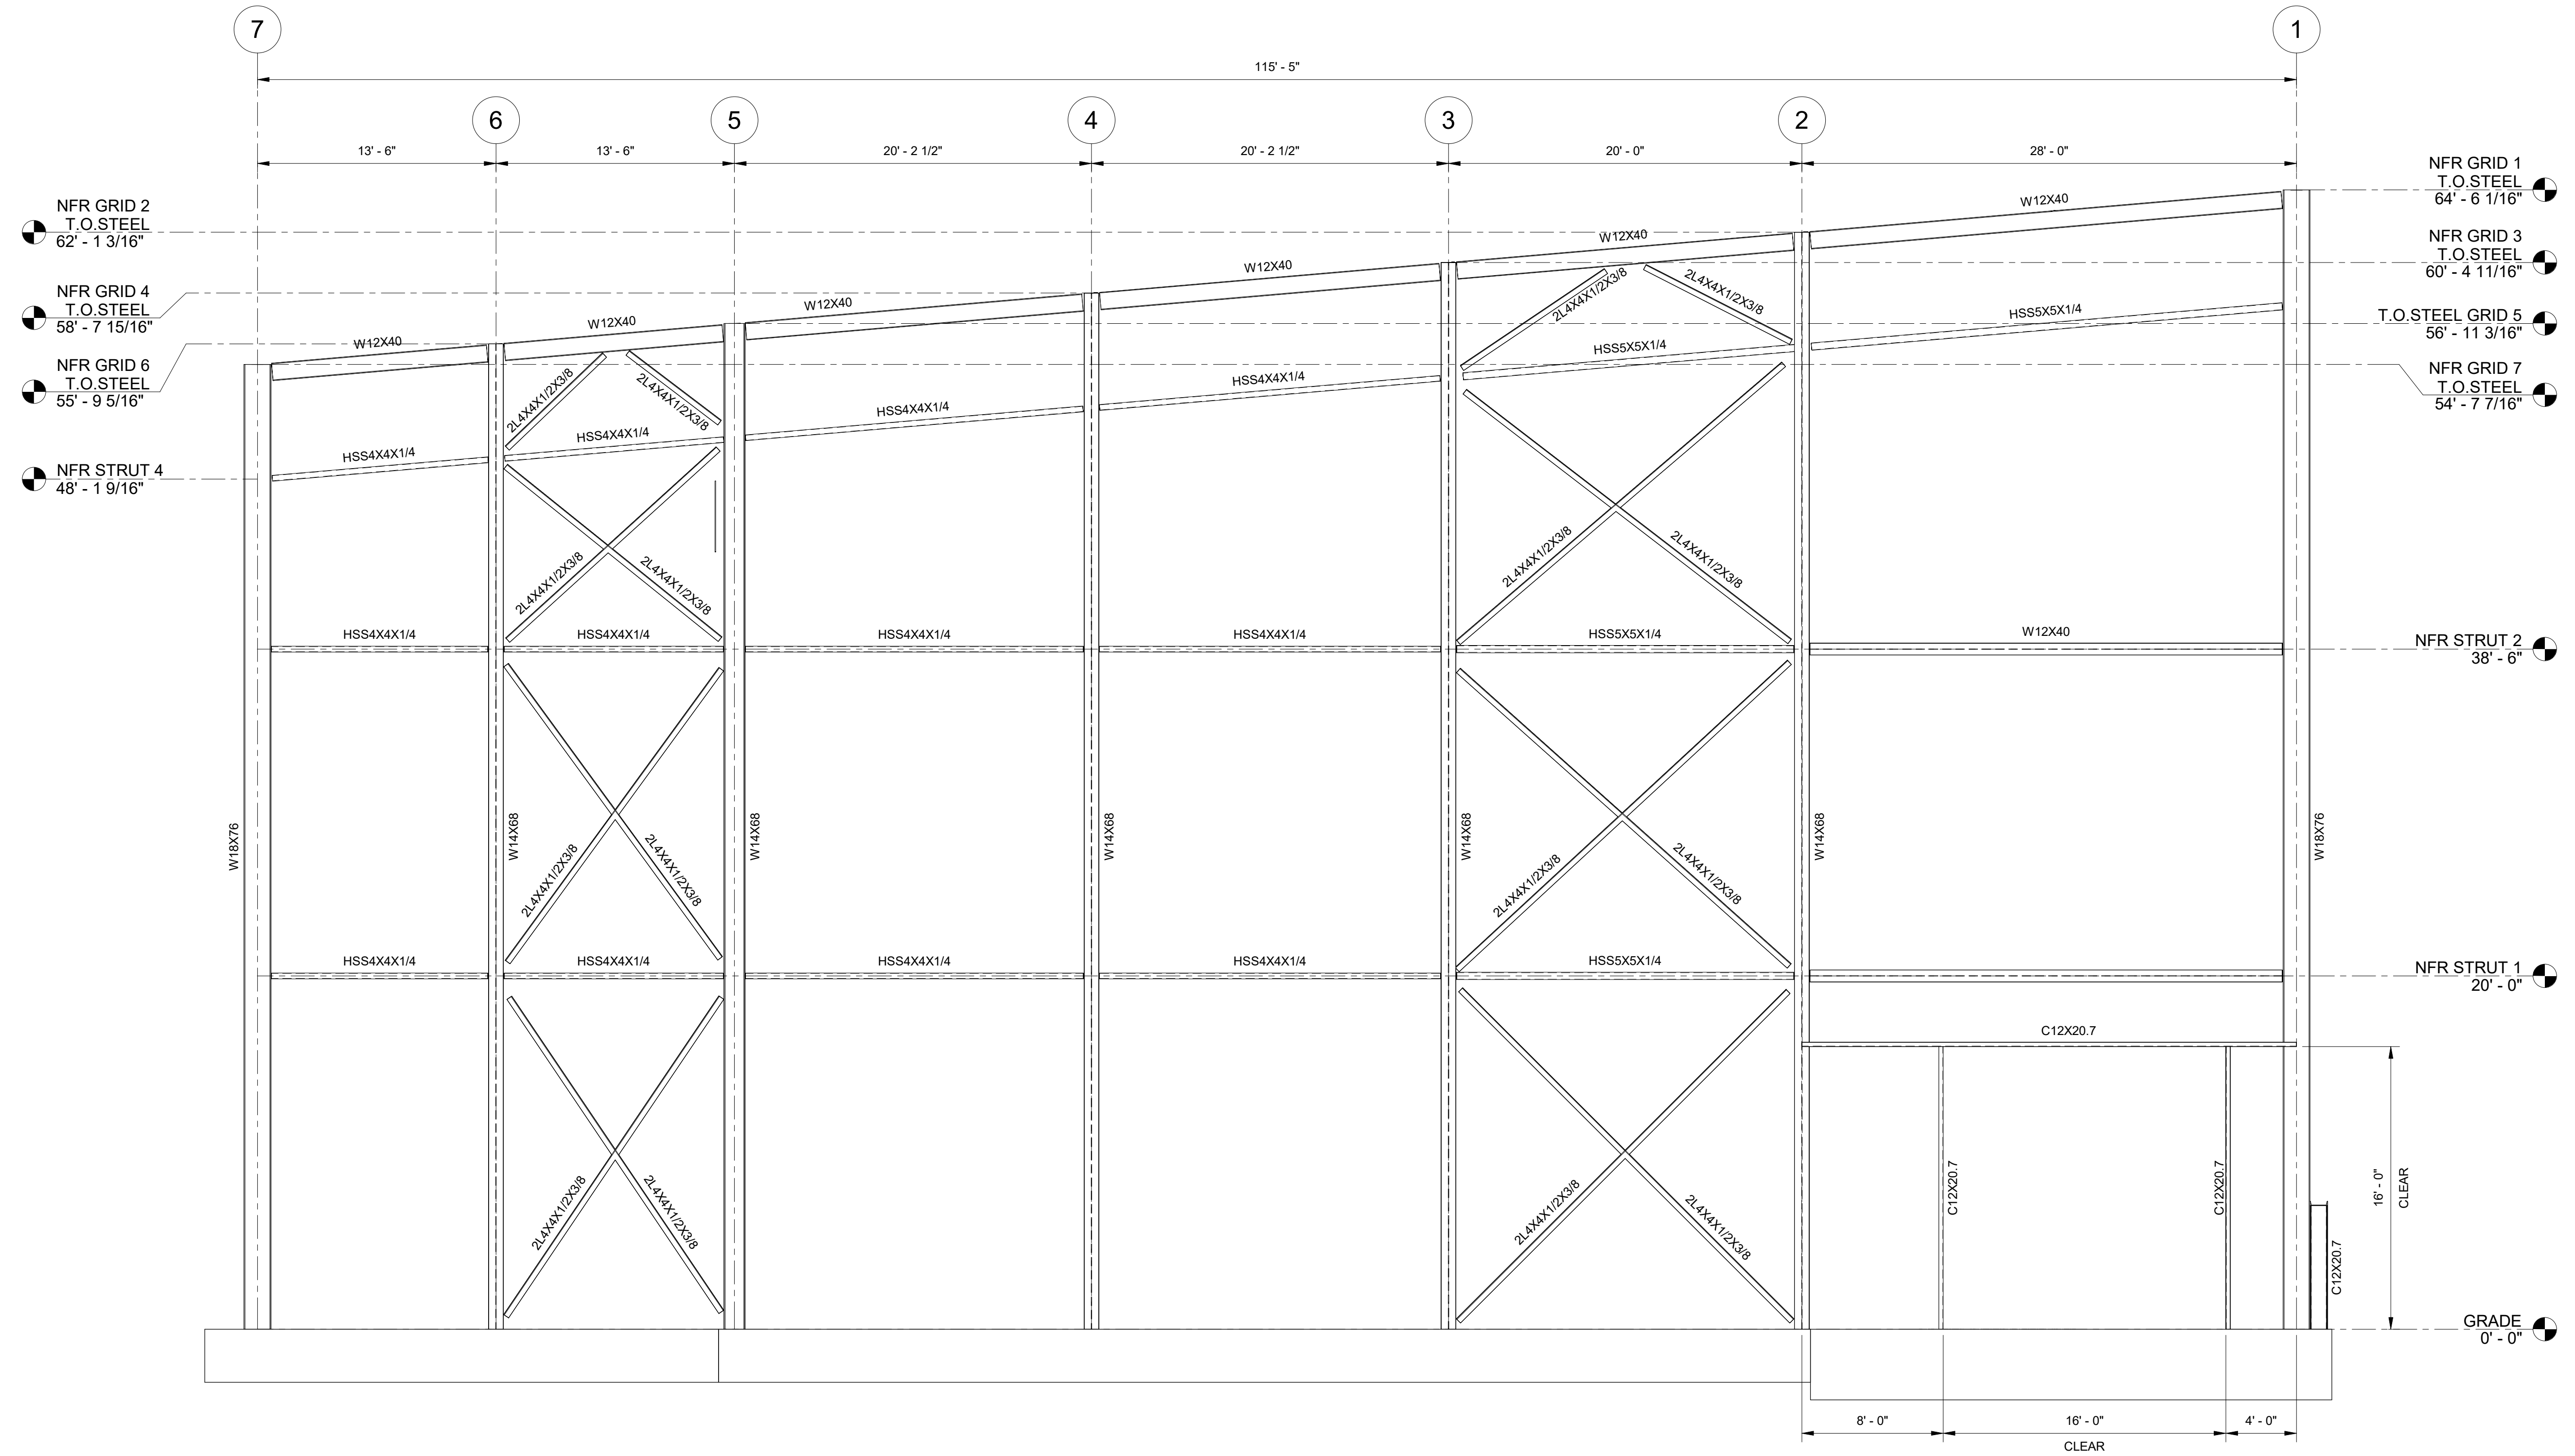 7
1
115' - 5"
6
5
4
3
2
13' - 6"
13' - 6"
20' - 2 1/2"
20' - 2 1/2"
20' - 0"
28' - 0"
NFR GRID 2
T.O.STEEL
62' - 1 3/16"
NFR GRID 4
T.O.STEEL
58' - 7 15/16"
NFR GRID 6
T.O.STEEL
55' - 9 5/16"
NFR STRUT 4
48' - 1 9/16"
NFR GRID 1
T.O.STEEL
64' - 6 1/16"
NFR GRID 3
T.O.STEEL
60' - 4 11/16"
T.O.STEEL GRID 5
56' - 11 3/16"
NFR GRID 7
T.O.STEEL
54' - 7 7/16"
NFR STRUT 2
38' - 6"
NFR STRUT 1
20' - 0"
GRADE
0' - 0"
W12X40
W12X40
W12X40
W12X40
W12X40
W12X40
2L4X4X1/2X3/8
2L4X4X1/2X3/8
2L4X4X1/2X3/8
2L4X4X1/2X3/8
HSS4X4X1/4
HSS4X4X1/4
HSS4X4X1/4
HSS4X4X1/4
HSS5X5X1/4
HSS5X5X1/4
2L4X4X1/2X3/8
2L4X4X1/2X3/8
2L4X4X1/2X3/8
2L4X4X1/2X3/8
HSS4X4X1/4
HSS4X4X1/4
HSS4X4X1/4
HSS4X4X1/4
HSS5X5X1/4
W12X40
W18X76
W14X68
W14X68
W14X68
W14X68
W14X68
W18X76
2L4X4X1/2X3/8
2L4X4X1/2X3/8
2L4X4X1/2X3/8
2L4X4X1/2X3/8
HSS4X4X1/4
HSS4X4X1/4
HSS4X4X1/4
HSS4X4X1/4
HSS5X5X1/4
C12X20.7
2L4X4X1/2X3/8
2L4X4X1/2X3/8
2L4X4X1/2X3/8
2L4X4X1/2X3/8
C12X20.7
C12X20.7
16' - 0"
CLEAR
C12X20.7
8' - 0"
16' - 0"
4' - 0"
CLEAR